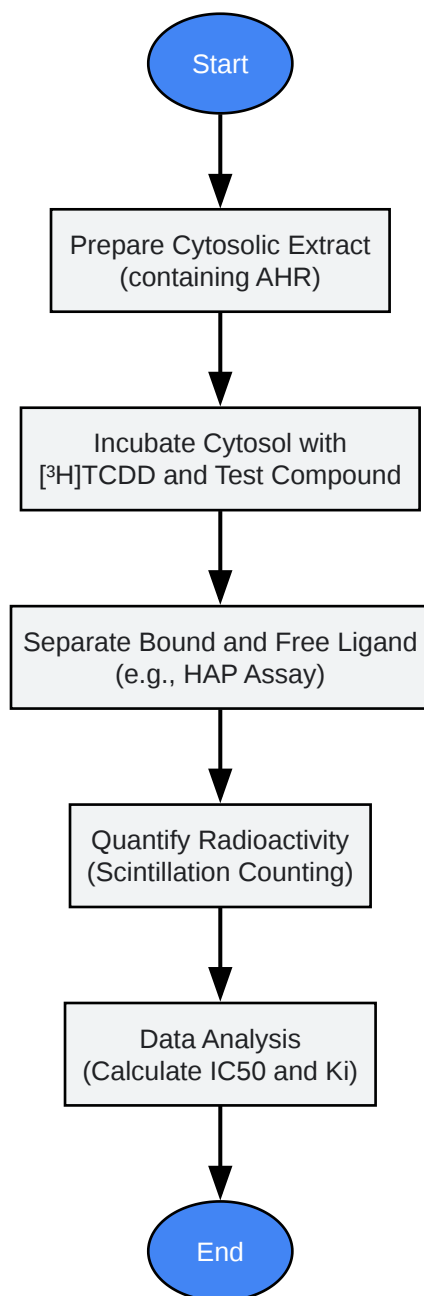 Start
Prepare Cytosolic Extract
(containing AHR)
Incubate Cytosol with
[³H]TCDD and Test Compound
Separate Bound and Free Ligand
(e.g., HAP Assay)
Quantify Radioactivity
(Scintillation Counting)
Data Analysis
(Calculate IC50 and Ki)
End